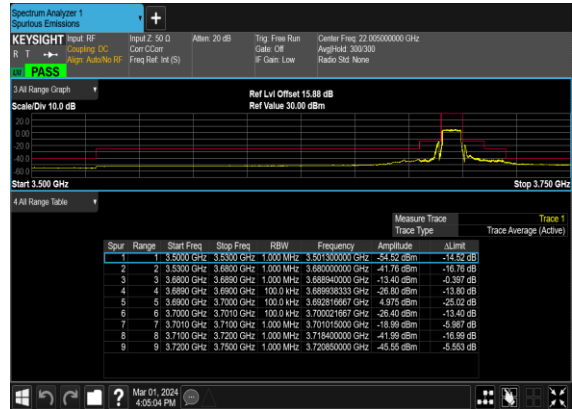 Spectrum Analyzer 1
Spurious Emissions
+
KEYSIGHT Input: RF Input Z: 50 Ω Atten: 20 dB Trig: Free Run Center Freq: 22.005000000 GHz
R T Coupling: DC Corr CCorr Gate: Off Avg|Hold: 300/300
Align: Auto/No RF Freq Ref: Int (S) IF Gain: Low Radio Std: None
PASS
3 All Range Graph
Ref Lvl Offset 15.88 dB
Scale/Div 10.0 dB Ref Value 30.00 dBm
20.0
0.00
-20.0
-40.0
-60.0
Start 3.500 GHz Stop 3.750 GHz
4 All Range Table
Measure Trace Trace 1
Trace Type Trace Average (Active)
Spur Range Start Freq Stop Freq RBW Frequency Amplitude ΔLimit
1 1 3.5000 GHz 3.5300 GHz 1.000 MHz 3.501300000 GHz -54.52 dBm -14.52 dB
2 2 3.5300 GHz 3.6800 GHz 1.000 MHz 3.680000000 GHz -41.76 dBm -16.76 dB
3 3 3.6800 GHz 3.6890 GHz 1.000 MHz 3.688940000 GHz -13.40 dBm -0.397 dB
4 4 3.6890 GHz 3.6900 GHz 100.0 kHz 3.689938333 GHz -26.80 dBm -13.80 dB
5 5 3.6900 GHz 3.7000 GHz 100.0 kHz 3.692816667 GHz 4.975 dBm -25.02 dB
6 6 3.7000 GHz 3.7010 GHz 100.0 kHz 3.700021667 GHz -26.40 dBm -13.40 dB
7 7 3.7010 GHz 3.7100 GHz 1.000 MHz 3.701015000 GHz -18.99 dBm -5.987 dB
8 8 3.7100 GHz 3.7200 GHz 1.000 MHz 3.718400000 GHz -41.99 dBm -16.99 dB
9 9 3.7200 GHz 3.7500 GHz 1.000 MHz 3.720850000 GHz -45.55 dBm -5.553 dB
? Mar 01, 2024
4:05:04 PM